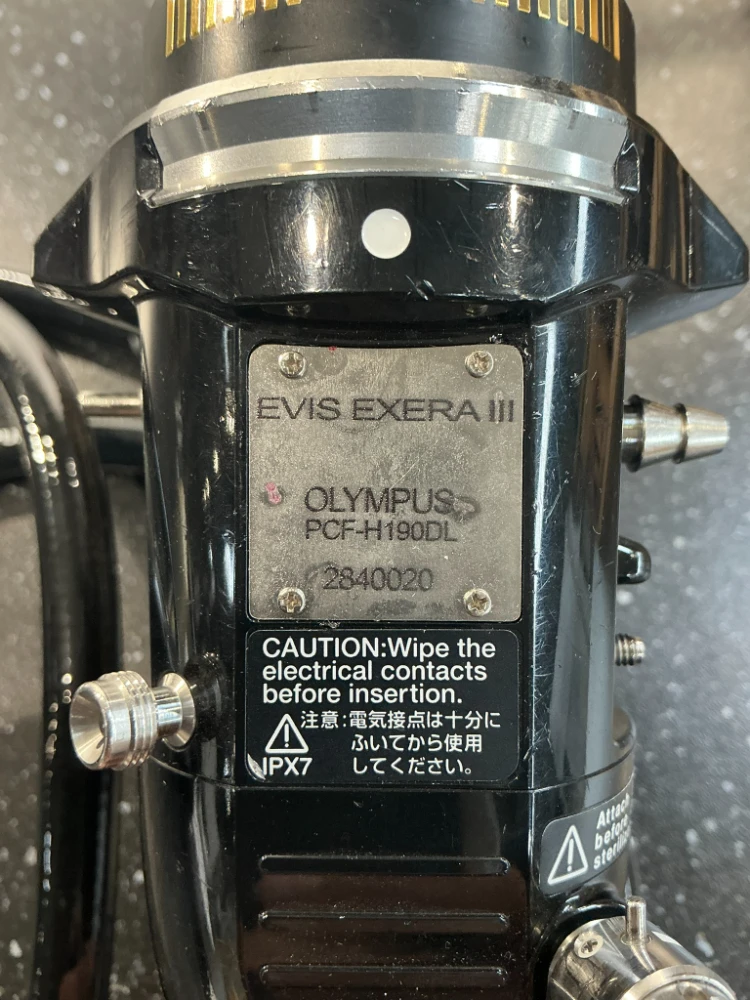 EVIS EXERA III
OLYMPUS
PCF-H190DL
2840020
CAUTION:Wipe the
electrical contacts
before insertion.
注意:電気接点は十分に
ふいてから使用
してください。
IPX7
Attach
before